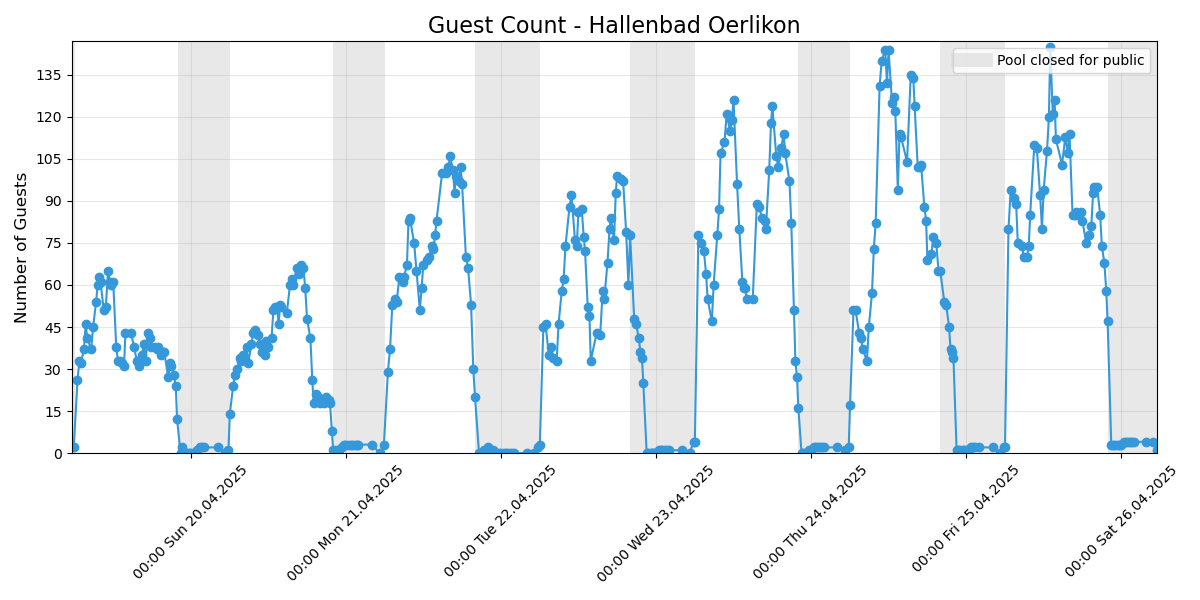 Guest Count - Hallenbad Oerlikon
Pool closed for public
Number of Guests
135
120
105
90
75
60
45
30
15
0
00:00 Sun 20.04.2025
00:00 Mon 21.04.2025
00:00 Tue 22.04.2025
00:00 Wed 23.04.2025
00:00 Thu 24.04.2025
00:00 Fri 25.04.2025
00:00 Sat 26.04.2025